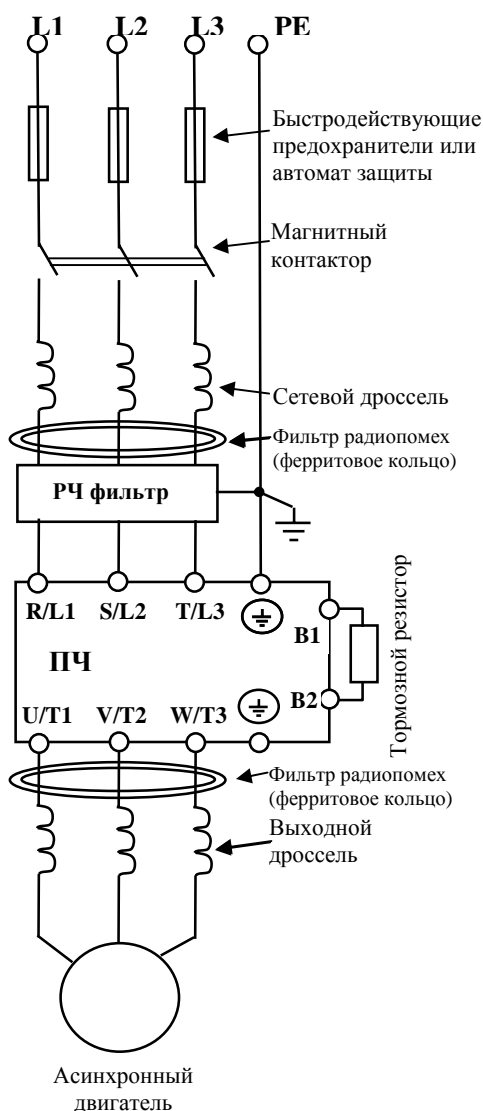 L1 L2 L3 PE
Быстродействующие
предохранители или
автомат защиты
Магнитный
контактор
Сетевой дроссель
Фильтр радиопомех
(ферритовое кольцо)
РЧ фильтр
R/L1 S/L2 T/L3
B1
Тормозной резистор
ПЧ
B2
U/T1 V/T2 W/T3
Фильтр радиопомех
(ферритовое кольцо)
Выходной
дроссель
Асинхронный
двигатель